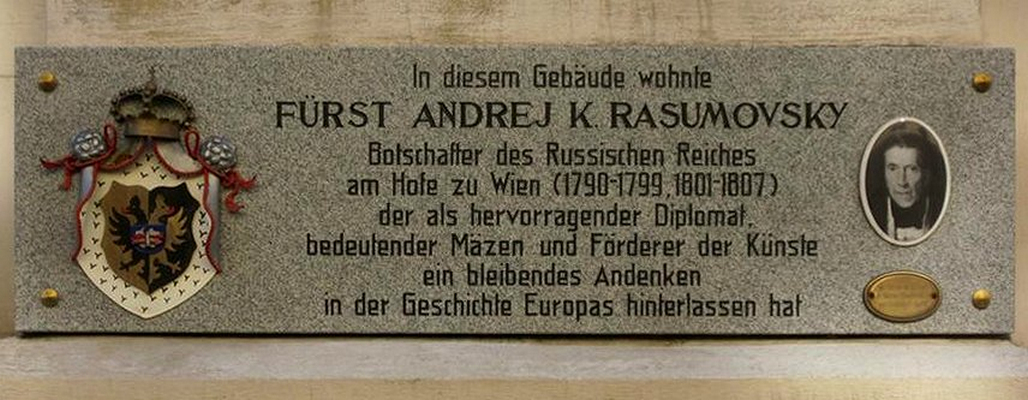 In diesem Gebäude wohnte
FÜRST ANDREJ K. RASUMOVSKY
Botschafter des Russischen Reiches
am Hofe zu Wien (1790-1799, 1801-1807)
der als hervorragender Diplomat,
bedeutender Mäzen und Förderer der Künste
ein bleibendes Andenken
in der Geschichte Europas hinterlassen hat